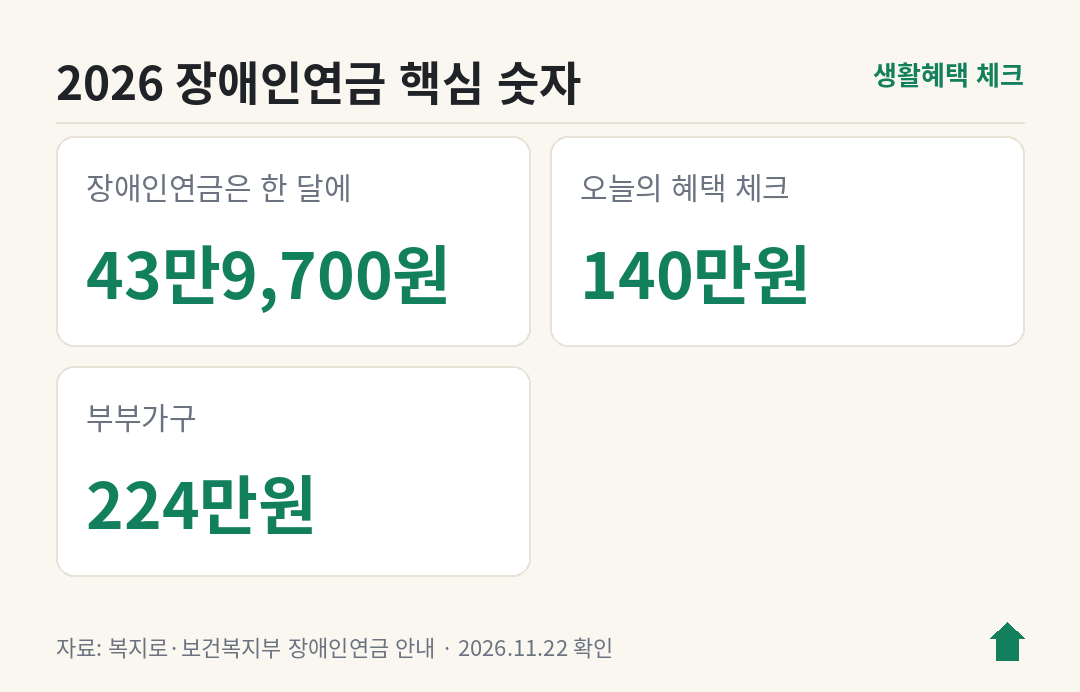 2026 장애인연금 핵심 숫자
생활혜택 체크
장애인연금은 한 달에
43만9,700원
오늘의 혜택 체크
140만원
부부가구
224만원
자료: 복지로·보건복지부 장애인연금 안내 · 2026.11.22 확인